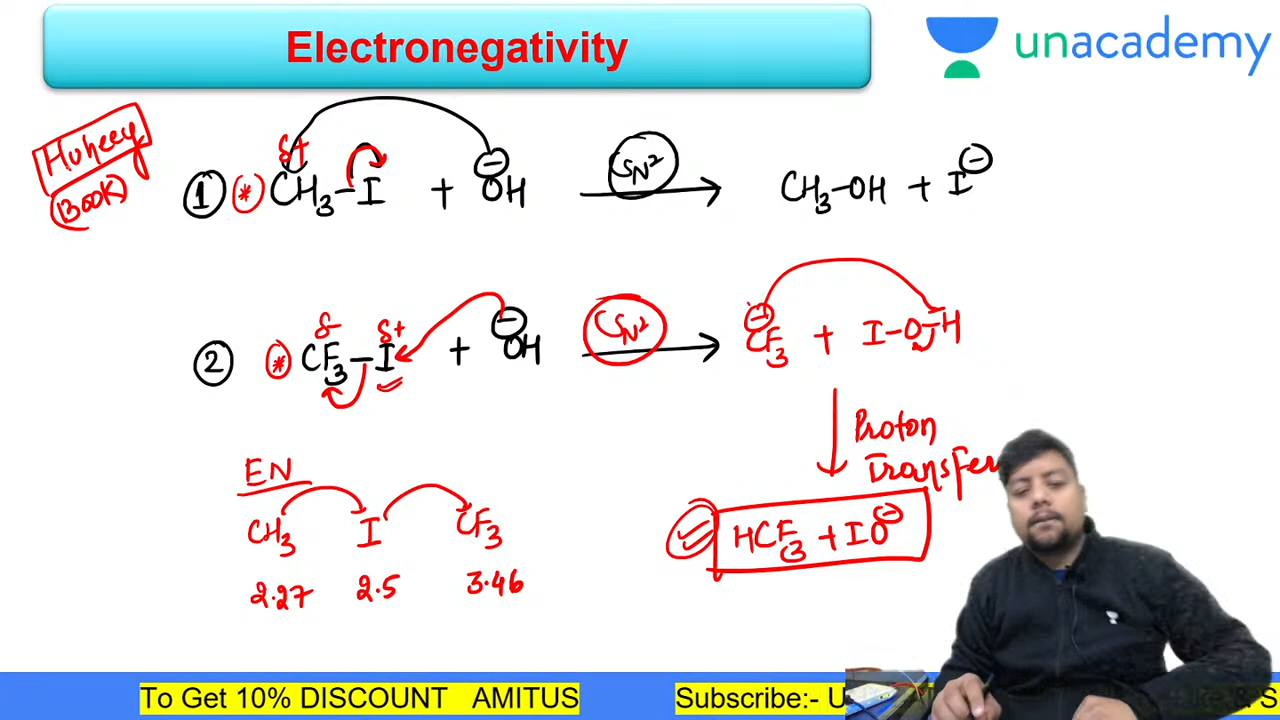 Electronegativity
unacademy
Huheey
(Book)
① * CH₃–I + ⊖OH SN² → CH₃–OH + I⊖
δ+
② * CF₃–I + ⊖OH SN² → ⊖CF₃ + I–O–H
δ- δ+
Proton
Transfer
EN
CH₃ I CF₃
2.27 2.5 3.46
HCF₃ + IO⊖
To Get 10% DISCOUNT AMITUS
Subscribe:- U
& S